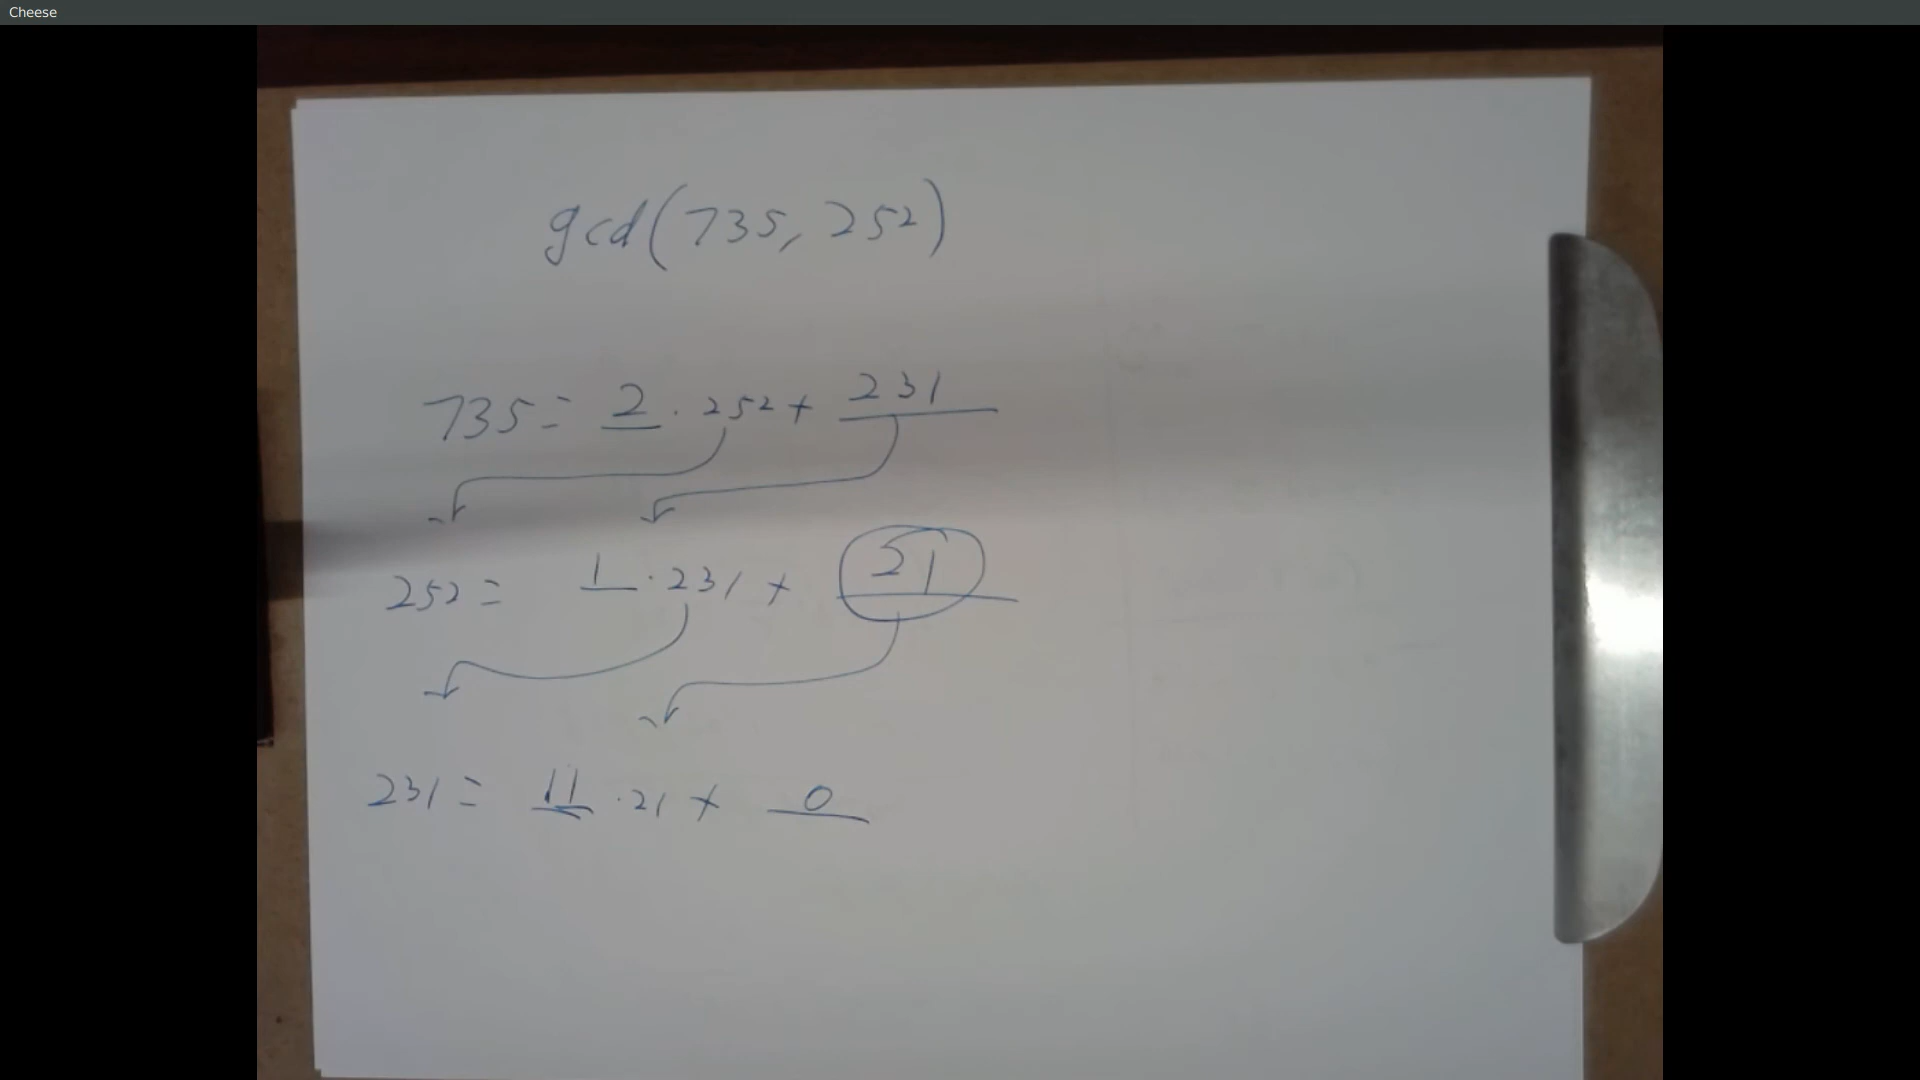 Cheese
gcd(735, 252)
735 = 2 · 252 + 231
252 = 1 · 231 + 21
231 = 11 · 21 + 0